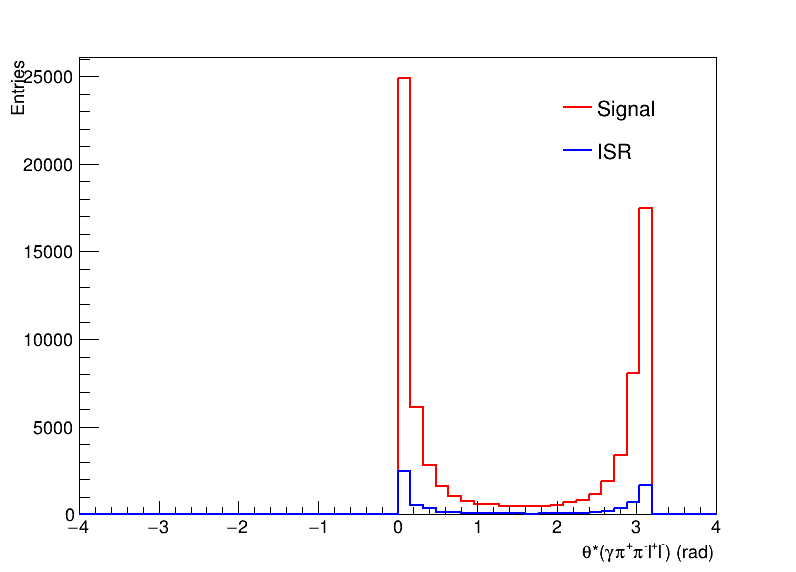 Entries
25000
20000
15000
10000
5000
0
−4 −3 −2 −1 0 1 2 3 4
Signal
ISR
θ*(γπ⁺π⁻l⁺l⁻) (rad)